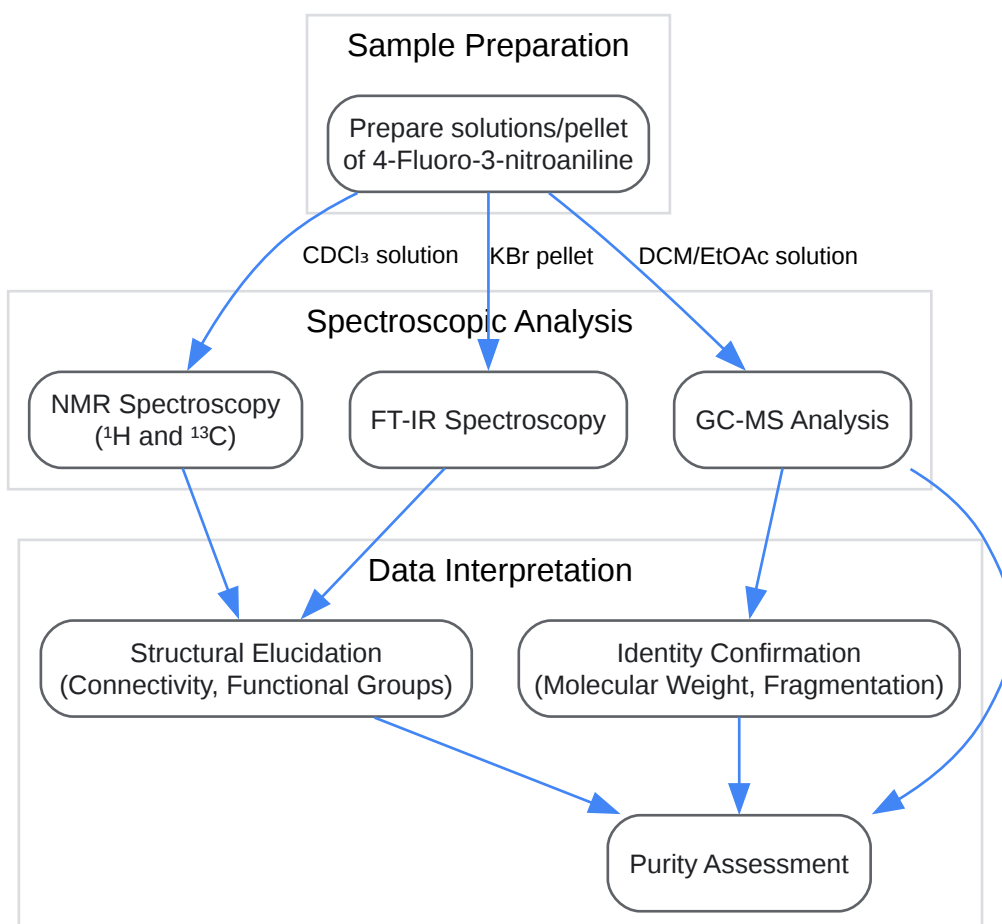 Sample Preparation
Prepare solutions/pellet
of 4-Fluoro-3-nitroaniline
CDCl₃ solution
KBr pellet
DCM/EtOAc solution
Spectroscopic Analysis
NMR Spectroscopy
(¹H and ¹³C)
FT-IR Spectroscopy
GC-MS Analysis
Data Interpretation
Structural Elucidation
(Connectivity, Functional Groups)
Identity Confirmation
(Molecular Weight, Fragmentation)
Purity Assessment